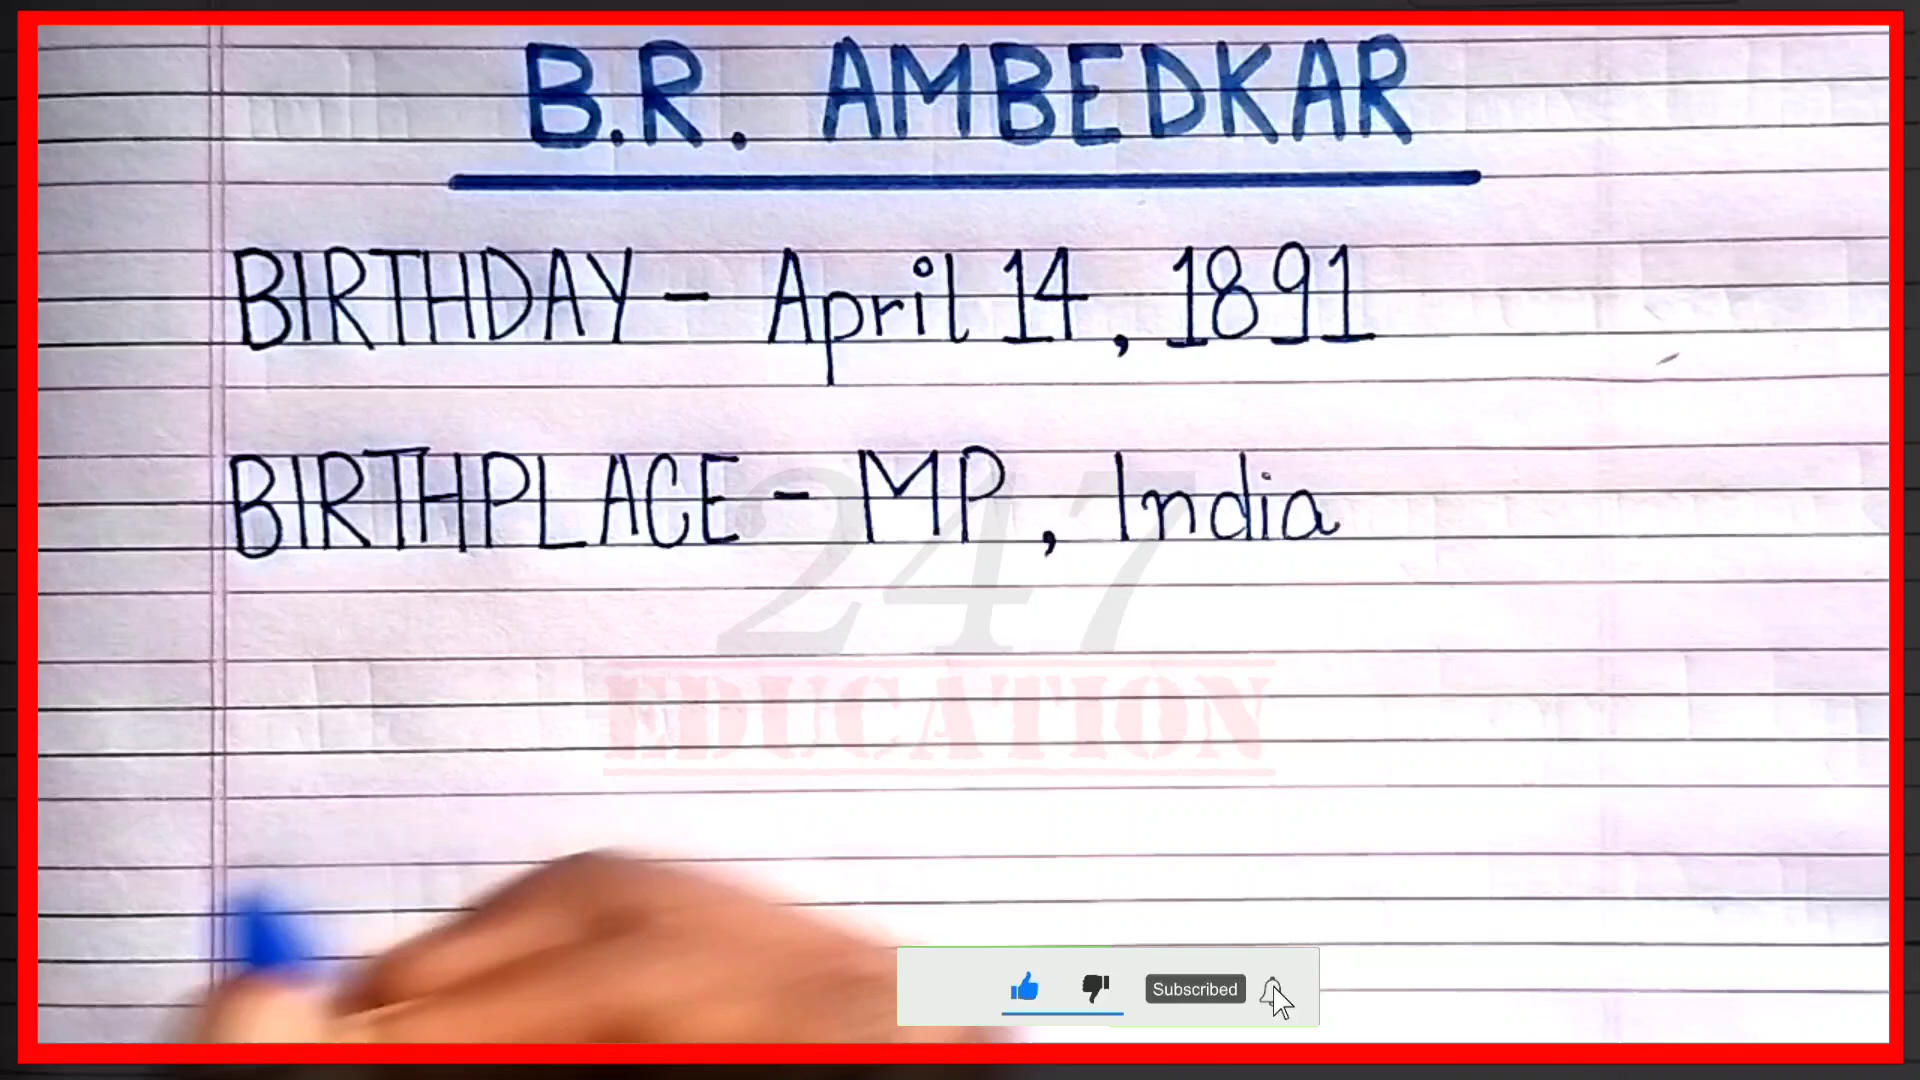 B.R. AMBEDKAR
BIRTHDAY - April 14, 1891
BIRTHPLACE - MP, India
247
EDUCATION
Subscribed